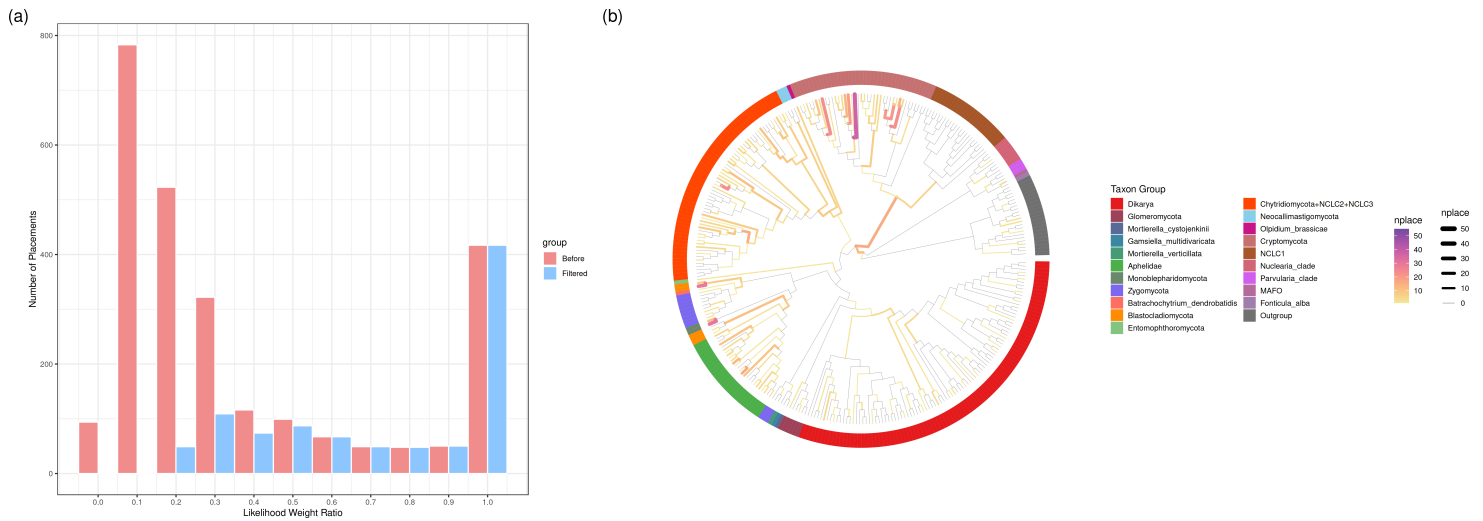 (a)
800
600
400
200
0
Number of Placements
0.0 0.1 0.2 0.3 0.4 0.5 0.6 0.7 0.8 0.9 1.0
Likelihood Weight Ratio
group
Before
Filtered
(b)
Taxon Group
Dikarya
Glomeromycota
Mortierella_cystojenkinii
Gamsiella_multidivaricata
Mortierella_verticillata
Aphelidae
Monoblepharidomycota
Zygomycota
Batrachochytrium_dendrobatidis
Blastocladiomycota
Entomophthoromycota
Chytridiomycota+NCLC2+NCLC3
Neocallimastigomycota
Olpidium_brassicae
Cryptomycota
NCLC1
Nuclearia_clade
Parvularia_clade
MAFO
Fonticula_alba
Outgroup
nplace
50
40
30
20
10
nplace
50
40
30
20
10
0